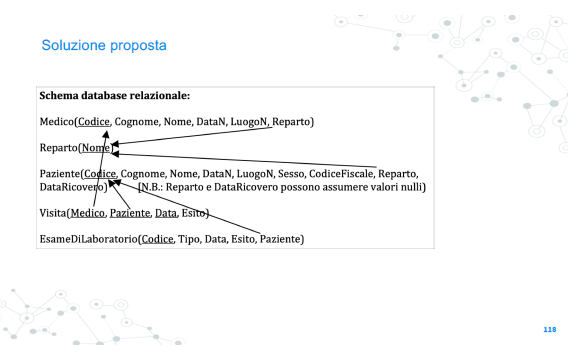 Soluzione proposta
Schema database relazionale:
Medico(Codice, Cognome, Nome, DataN, LuogoN, Reparto)
Reparto(Nome)
Paziente(Codice, Cognome, Nome, DataN, LuogoN, Sesso, CodiceFiscale, Reparto,
DataRicovero) [N.B.: Reparto e DataRicovero possono assumere valori nulli)
Visita(Medico, Paziente, Data, Esito)
EsameDiLaboratorio(Codice, Tipo, Data, Esito, Paziente)
118